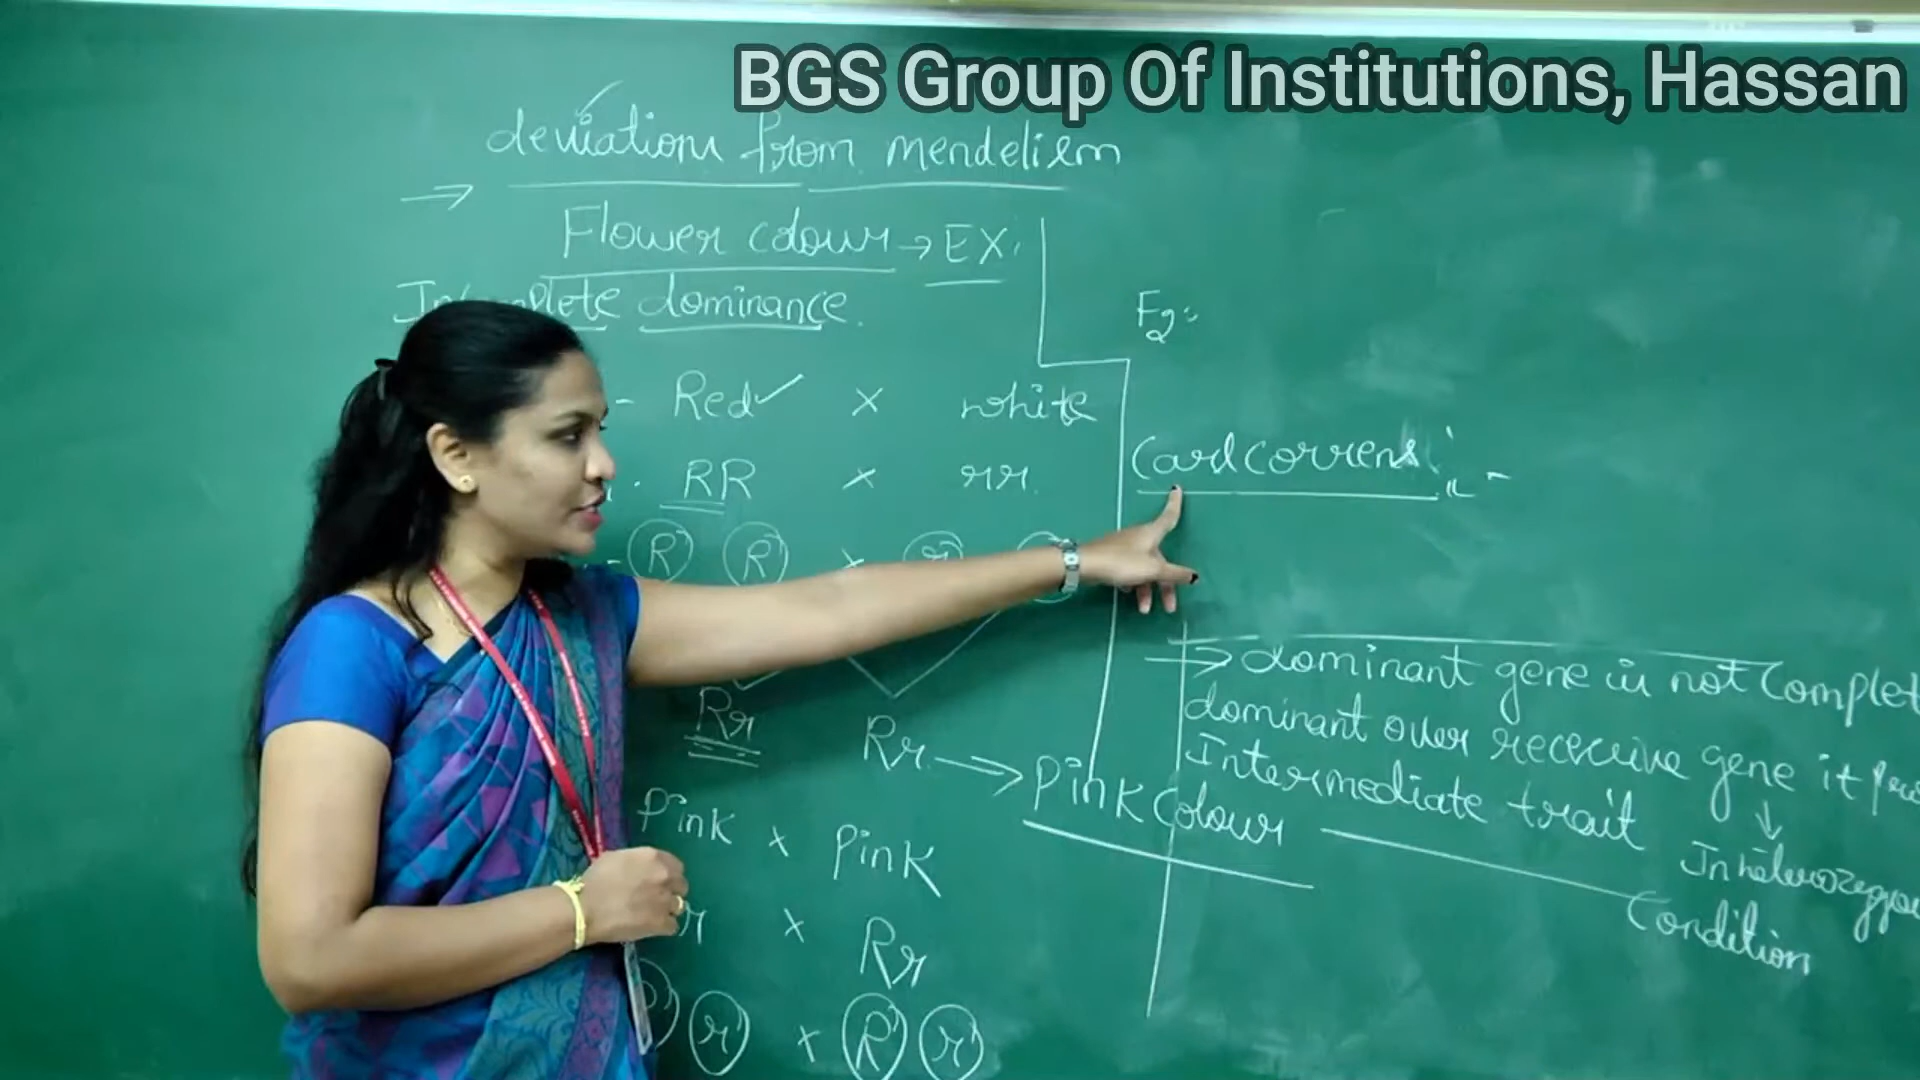 BGS Group Of Institutions, Hassan
deviations from mendelism
→ Flower colour → EX:
dominance.
- Red ✓ × white
RR × rr
R R × r
Rr Rr → Pink Colour
Pink × Pink
× Rr
r × R r
F2:
Carl correns
→ dominant gene is not Complet
dominant over recessive gene it
Intermediate trait
↓
In
Condition